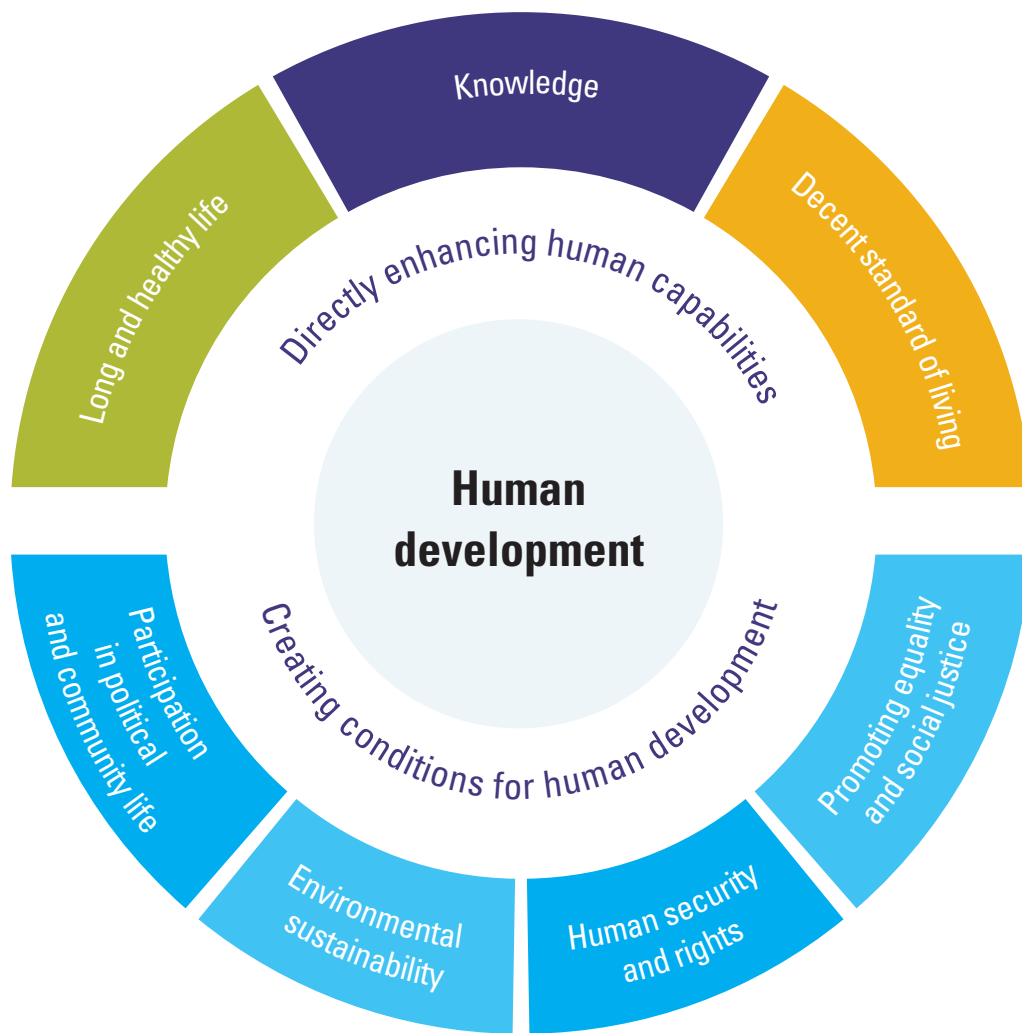 Knowledge
Long and healthy life
Decent standard of living
Directly enhancing human capabilities
Human
development
Creating conditions for human development
Participation
in political
and community life
Environmental
sustainability
Human security
and rights
Promoting equality
and social justice